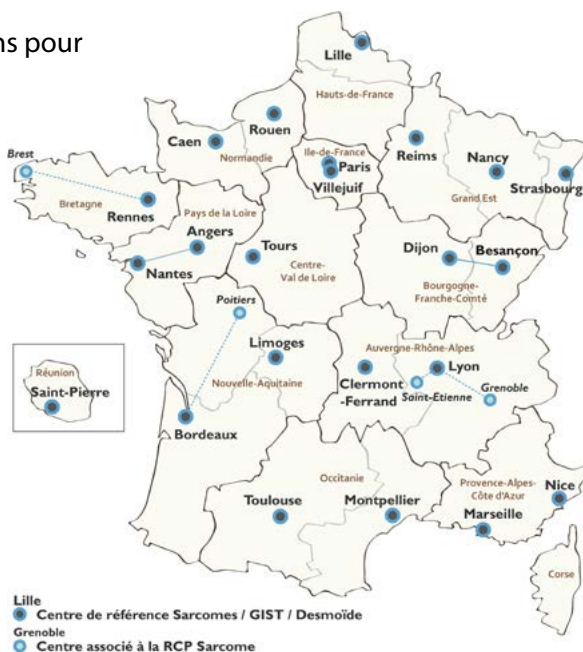 ns pour
Lille
Hauts-de-France
Rouen
Caen
Normandie
Ile-de-France
Paris
Villejuif
Reims
Nancy
Strasbourg
Grand Est
Brest
Bretagne
Rennes
Pays de la Loire
Angers
Nantes
Tours
Centre-
Val de Loire
Dijon
Besançon
Bourgogne-
Franche-Comté
Poitiers
Limoges
Nouvelle-Aquitaine
Bordeaux
Auvergne-Rhône-Alpes
Lyon
Clermont
-Ferrand
Saint-Etienne
Grenoble
Réunion
Saint-Pierre
Occitanie
Toulouse
Montpellier
Provence-Alpes-
Côte d'Azur
Nice
Marseille
Corse
Lille
Centre de référence Sarcomes / GIST / Desmoïde
Grenoble
Centre associé à la RCP Sarcome